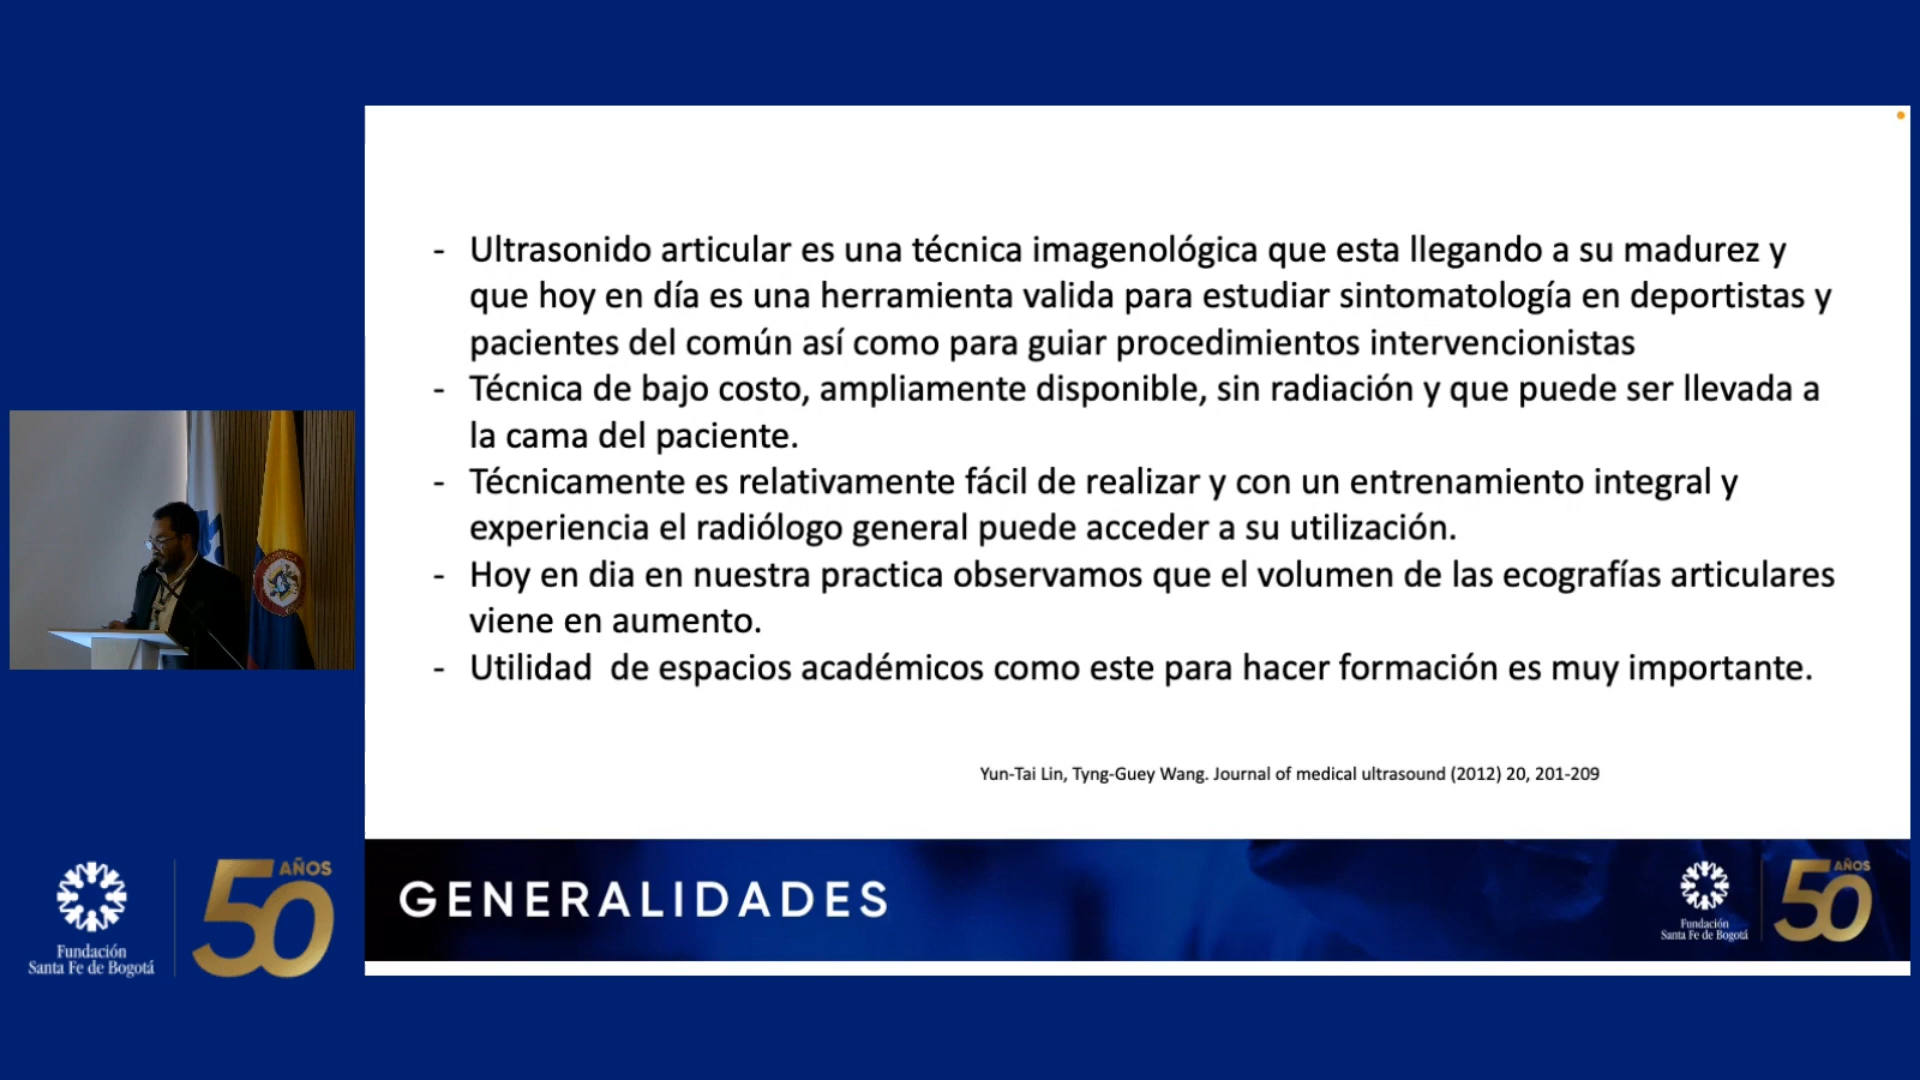 - Ultrasonido articular es una técnica imagenológica que esta llegando a su madurez y
que hoy en día es una herramienta valida para estudiar sintomatología en deportistas y
pacientes del común así como para guiar procedimientos intervencionistas
- Técnica de bajo costo, ampliamente disponible, sin radiación y que puede ser llevada a
la cama del paciente.
- Técnicamente es relativamente fácil de realizar y con un entrenamiento integral y
experiencia el radiólogo general puede acceder a su utilización.
- Hoy en dia en nuestra practica observamos que el volumen de las ecografías articulares
viene en aumento.
- Utilidad  de espacios académicos como este para hacer formación es muy importante.
Yun-Tai Lin, Tyng-Guey Wang. Journal of medical ultrasound (2012) 20, 201-209
GENERALIDADES
Fundación
Santa Fe de Bogotá
50 AÑOS
Fundación
Santa Fe de Bogotá
50 AÑOS